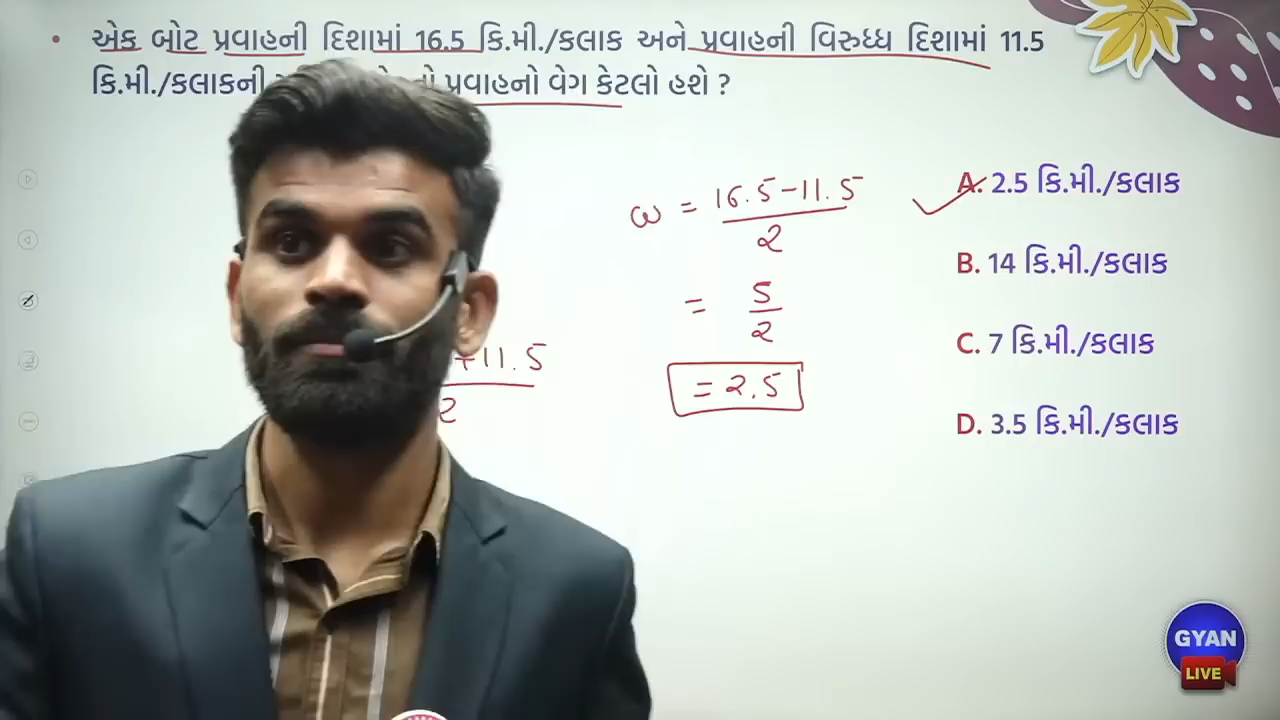 • એક બોટ પ્રવાહની દિશામાં 16.5 કિ.મી./કલાક અને પ્રવાહની વિરુધ્ધ દિશામાં 11.5
કિ.મી./કલાકની પ્રવાહનો વેગ કેટલો હશે ?
ω = 16.5-11.5
2
= 5
2
= 2.5
+11.5
2
A. 2.5 કિ.મી./કલાક
B. 14 કિ.મી./કલાક
C. 7 કિ.મી./કલાક
D. 3.5 કિ.મી./કલાક
GYAN
LIVE